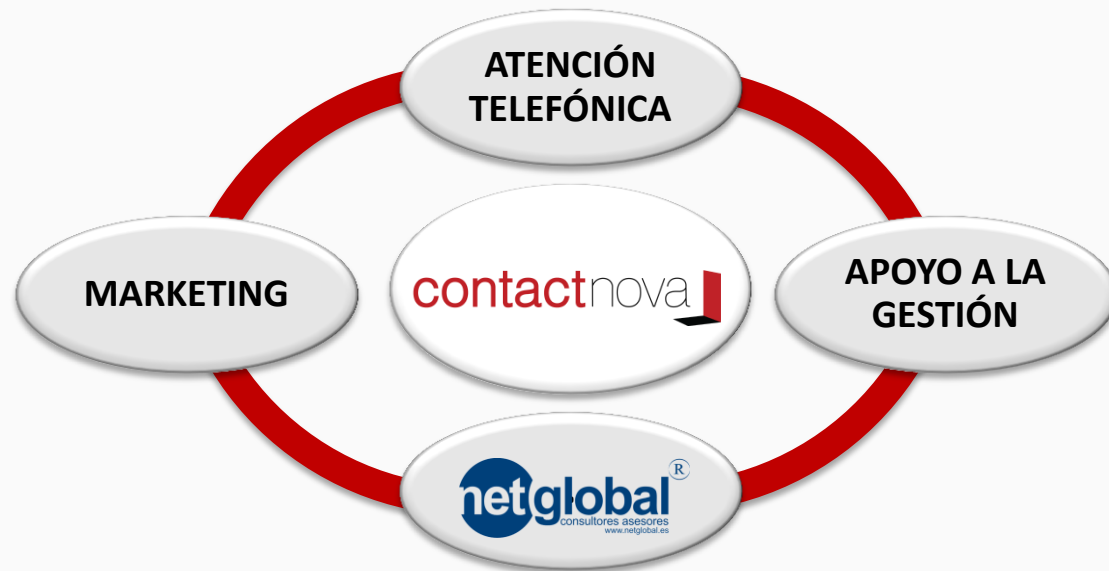 ATENCIÓN
TELEFÓNICA
MARKETING
contactnova
APOYO A LA
GESTIÓN
netglobal ®
consultores asesores
www.netglobal.es